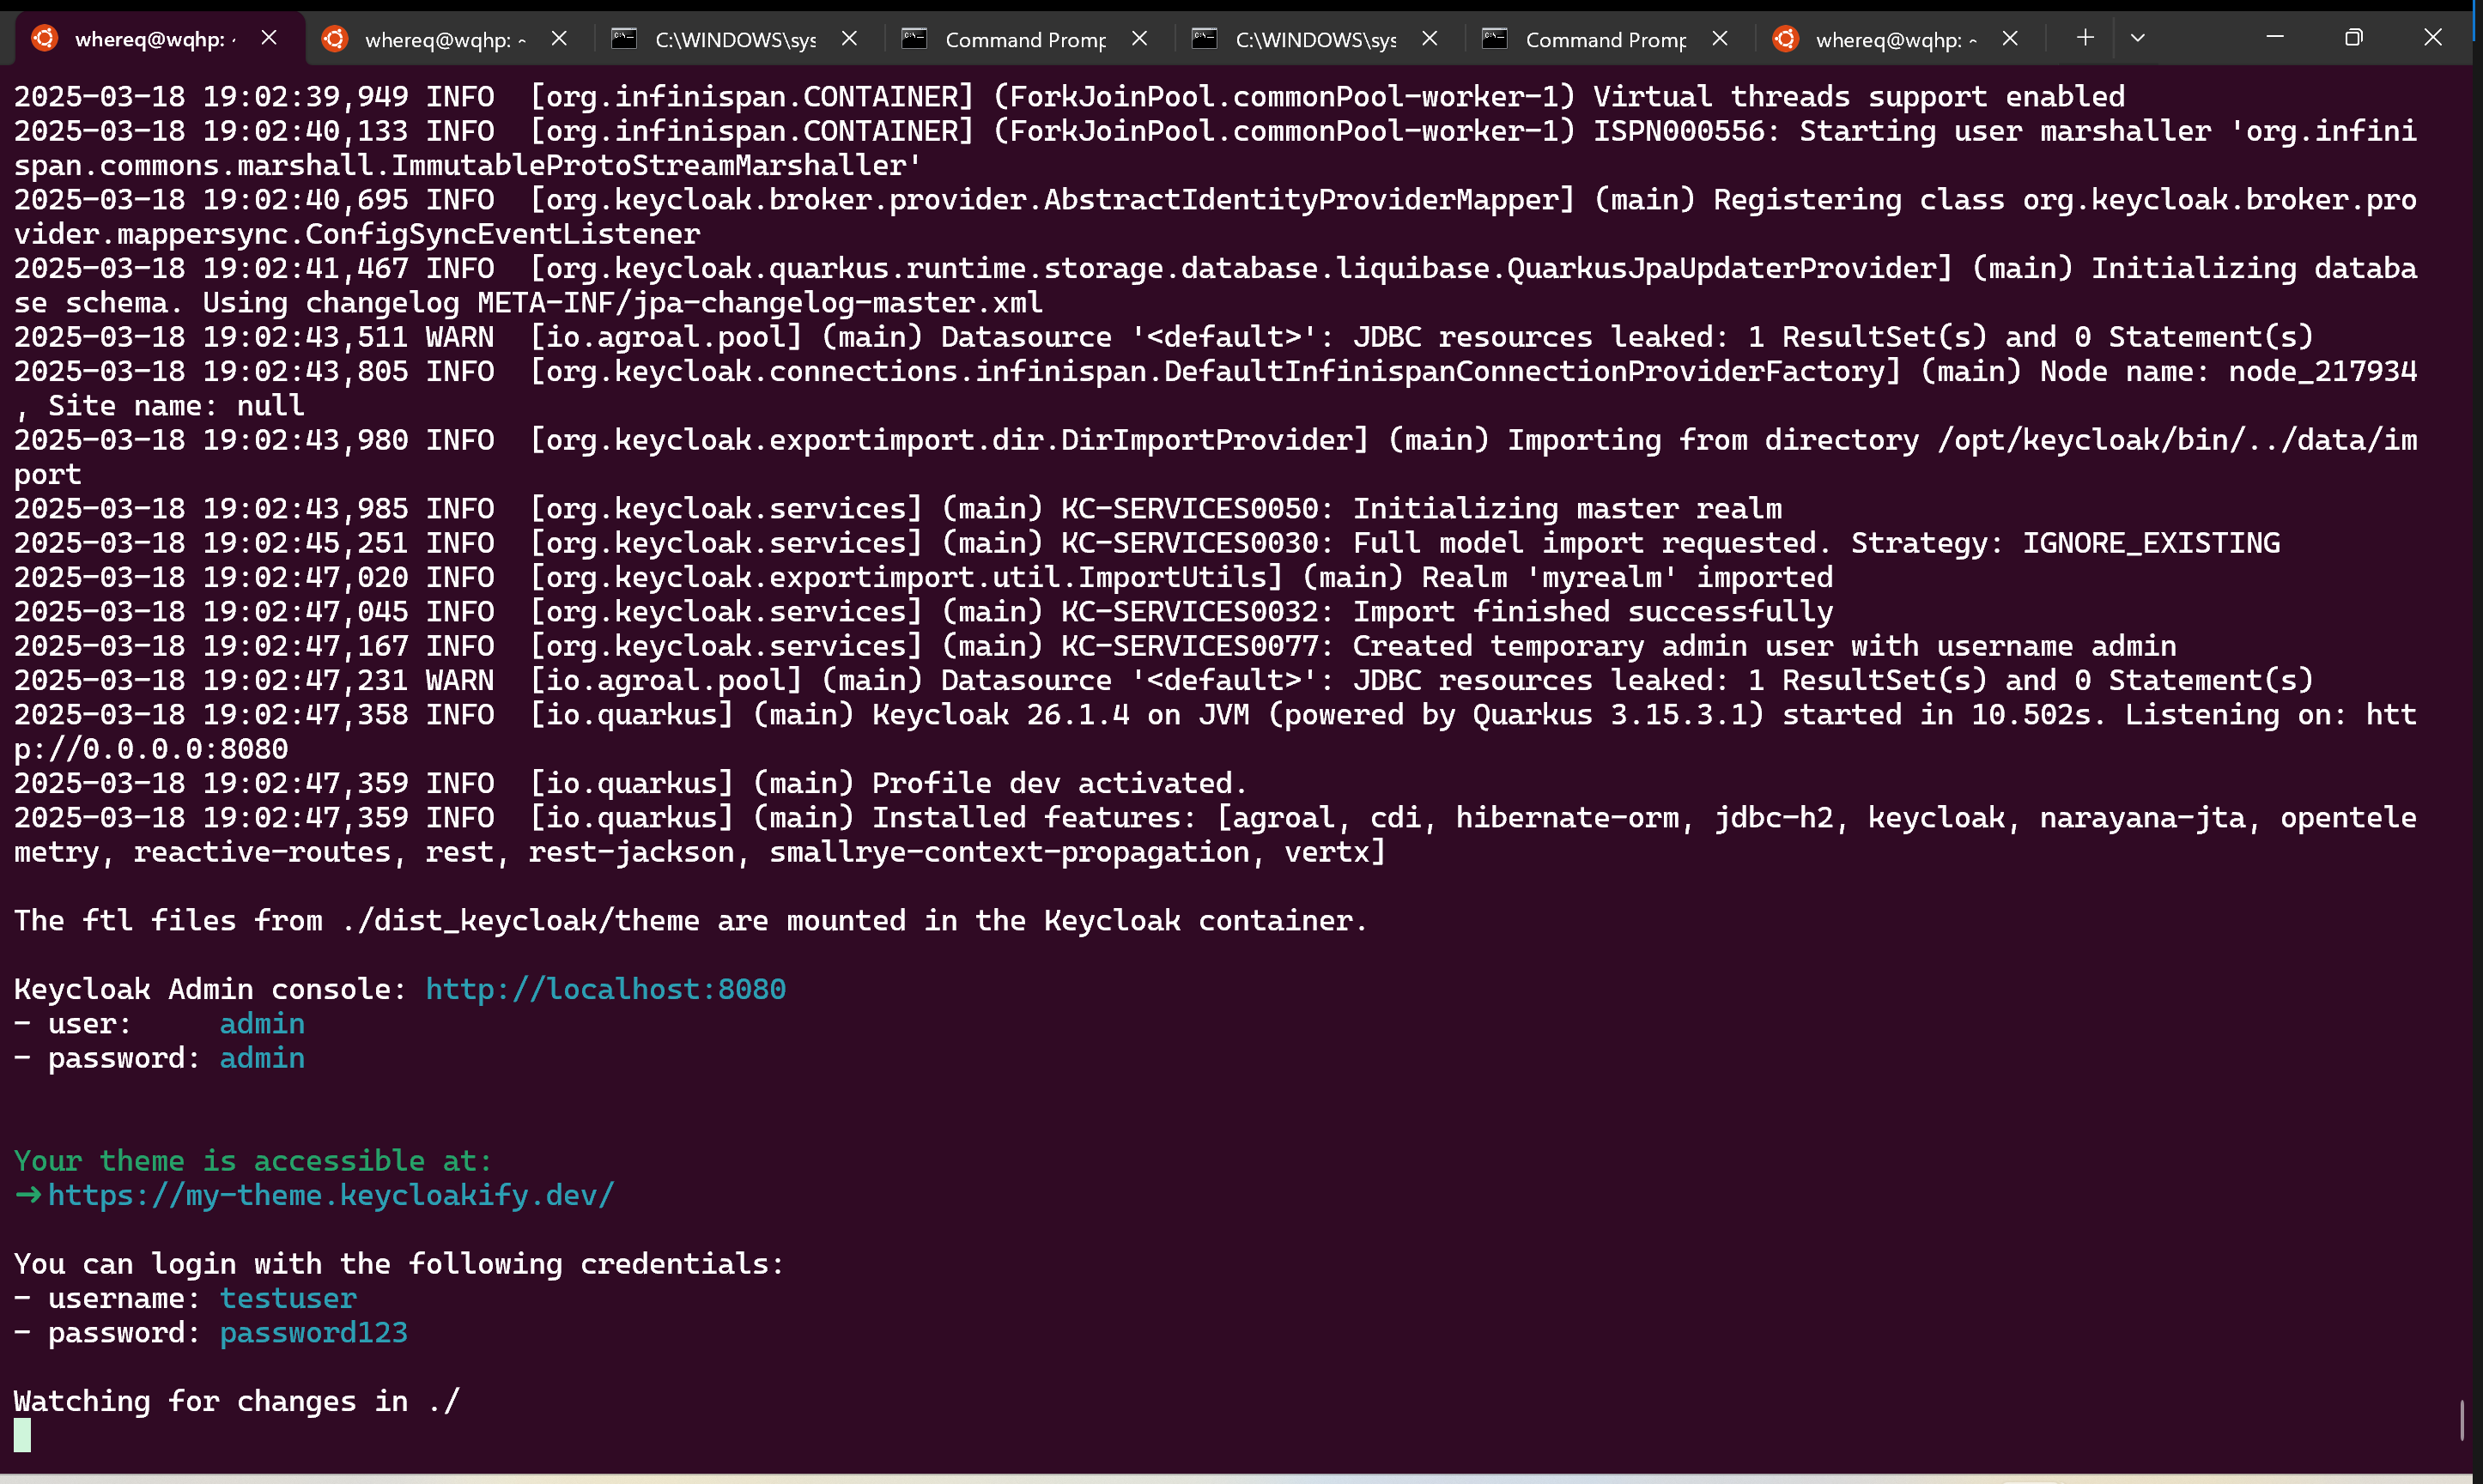 whereq@wqhp: ~ whereq@wqhp: ~ C:\WINDOWS\sys Command Promp C:\WINDOWS\sys Command Promp whereq@wqhp: ~
2025-03-18 19:02:39,949 INFO  [org.infinispan.CONTAINER] (ForkJoinPool.commonPool-worker-1) Virtual threads support enabled
2025-03-18 19:02:40,133 INFO  [org.infinispan.CONTAINER] (ForkJoinPool.commonPool-worker-1) ISPN000556: Starting user marshaller 'org.infini
span.commons.marshall.ImmutableProtoStreamMarshaller'
2025-03-18 19:02:40,695 INFO  [org.keycloak.broker.provider.AbstractIdentityProviderMapper] (main) Registering class org.keycloak.broker.pro
vider.mappersync.ConfigSyncEventListener
2025-03-18 19:02:41,467 INFO  [org.keycloak.quarkus.runtime.storage.database.liquibase.QuarkusJpaUpdaterProvider] (main) Initializing databa
se schema. Using changelog META-INF/jpa-changelog-master.xml
2025-03-18 19:02:43,511 WARN  [io.agroal.pool] (main) Datasource '<default>': JDBC resources leaked: 1 ResultSet(s) and 0 Statement(s)
2025-03-18 19:02:43,805 INFO  [org.keycloak.connections.infinispan.DefaultInfinispanConnectionProviderFactory] (main) Node name: node_217934
, Site name: null
2025-03-18 19:02:43,980 INFO  [org.keycloak.exportimport.dir.DirImportProvider] (main) Importing from directory /opt/keycloak/bin/../data/im
port
2025-03-18 19:02:43,985 INFO  [org.keycloak.services] (main) KC-SERVICES0050: Initializing master realm
2025-03-18 19:02:45,251 INFO  [org.keycloak.services] (main) KC-SERVICES0030: Full model import requested. Strategy: IGNORE_EXISTING
2025-03-18 19:02:47,020 INFO  [org.keycloak.exportimport.util.ImportUtils] (main) Realm 'myrealm' imported
2025-03-18 19:02:47,045 INFO  [org.keycloak.services] (main) KC-SERVICES0032: Import finished successfully
2025-03-18 19:02:47,167 INFO  [org.keycloak.services] (main) KC-SERVICES0077: Created temporary admin user with username admin
2025-03-18 19:02:47,231 WARN  [io.agroal.pool] (main) Datasource '<default>': JDBC resources leaked: 1 ResultSet(s) and 0 Statement(s)
2025-03-18 19:02:47,358 INFO  [io.quarkus] (main) Keycloak 26.1.4 on JVM (powered by Quarkus 3.15.3.1) started in 10.502s. Listening on: htt
p://0.0.0.0:8080
2025-03-18 19:02:47,359 INFO  [io.quarkus] (main) Profile dev activated.
2025-03-18 19:02:47,359 INFO  [io.quarkus] (main) Installed features: [agroal, cdi, hibernate-orm, jdbc-h2, keycloak, narayana-jta, opentele
metry, reactive-routes, rest, rest-jackson, smallrye-context-propagation, vertx]
The ftl files from ./dist_keycloak/theme are mounted in the Keycloak container.
Keycloak Admin console: http://localhost:8080
- user:     admin
- password: admin
Your theme is accessible at:
➜ https://my-theme.keycloakify.dev/
You can login with the following credentials:
- username: testuser
- password: password123
Watching for changes in ./